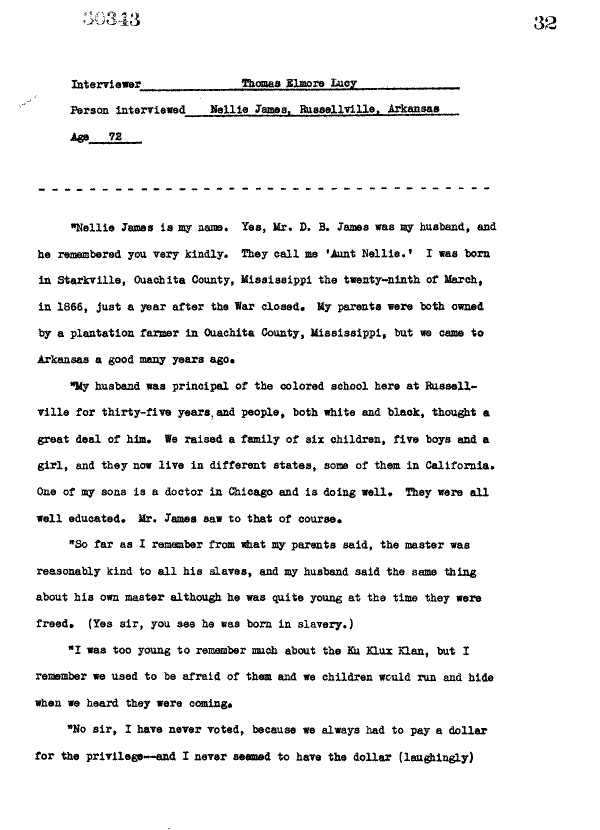 30343
32
Interviewer Thomas Elmore Lucy
Person interviewed Nellie James, Russellville, Arkansas
Age 72
- - - - - - - - - - - - - - - - - - - - - - - - - - - - - - - - - - - -
"Nellie James is my name. Yes, Mr. D. B. James was my husband, and
he remembered you very kindly. They call me 'Aunt Nellie.' I was born
in Starkville, Ouachita County, Mississippi the twenty-ninth of March,
in 1866, just a year after the War closed. My parents were both owned
by a plantation farmer in Ouachita County, Mississippi, but we came to
Arkansas a good many years ago.
"My husband was principal of the colored school here at Russell-
ville for thirty-five years, and people, both white and black, thought a
great deal of him. We raised a family of six children, five boys and a
girl, and they now live in different states, some of them in California.
One of my sons is a doctor in Chicago and is doing well. They were all
well educated. Mr. James saw to that of course.
"So far as I remember from what my parents said, the master was
reasonably kind to all his slaves, and my husband said the same thing
about his own master although he was quite young at the time they were
freed. (Yes sir, you see he was born in slavery.)
"I was too young to remember much about the Ku Klux Klan, but I
remember we used to be afraid of them and we children would run and hide
when we heard they were coming.
"No sir, I have never voted, because we always had to pay a dollar
for the privilege—and I never seemed to have the dollar (laughingly)